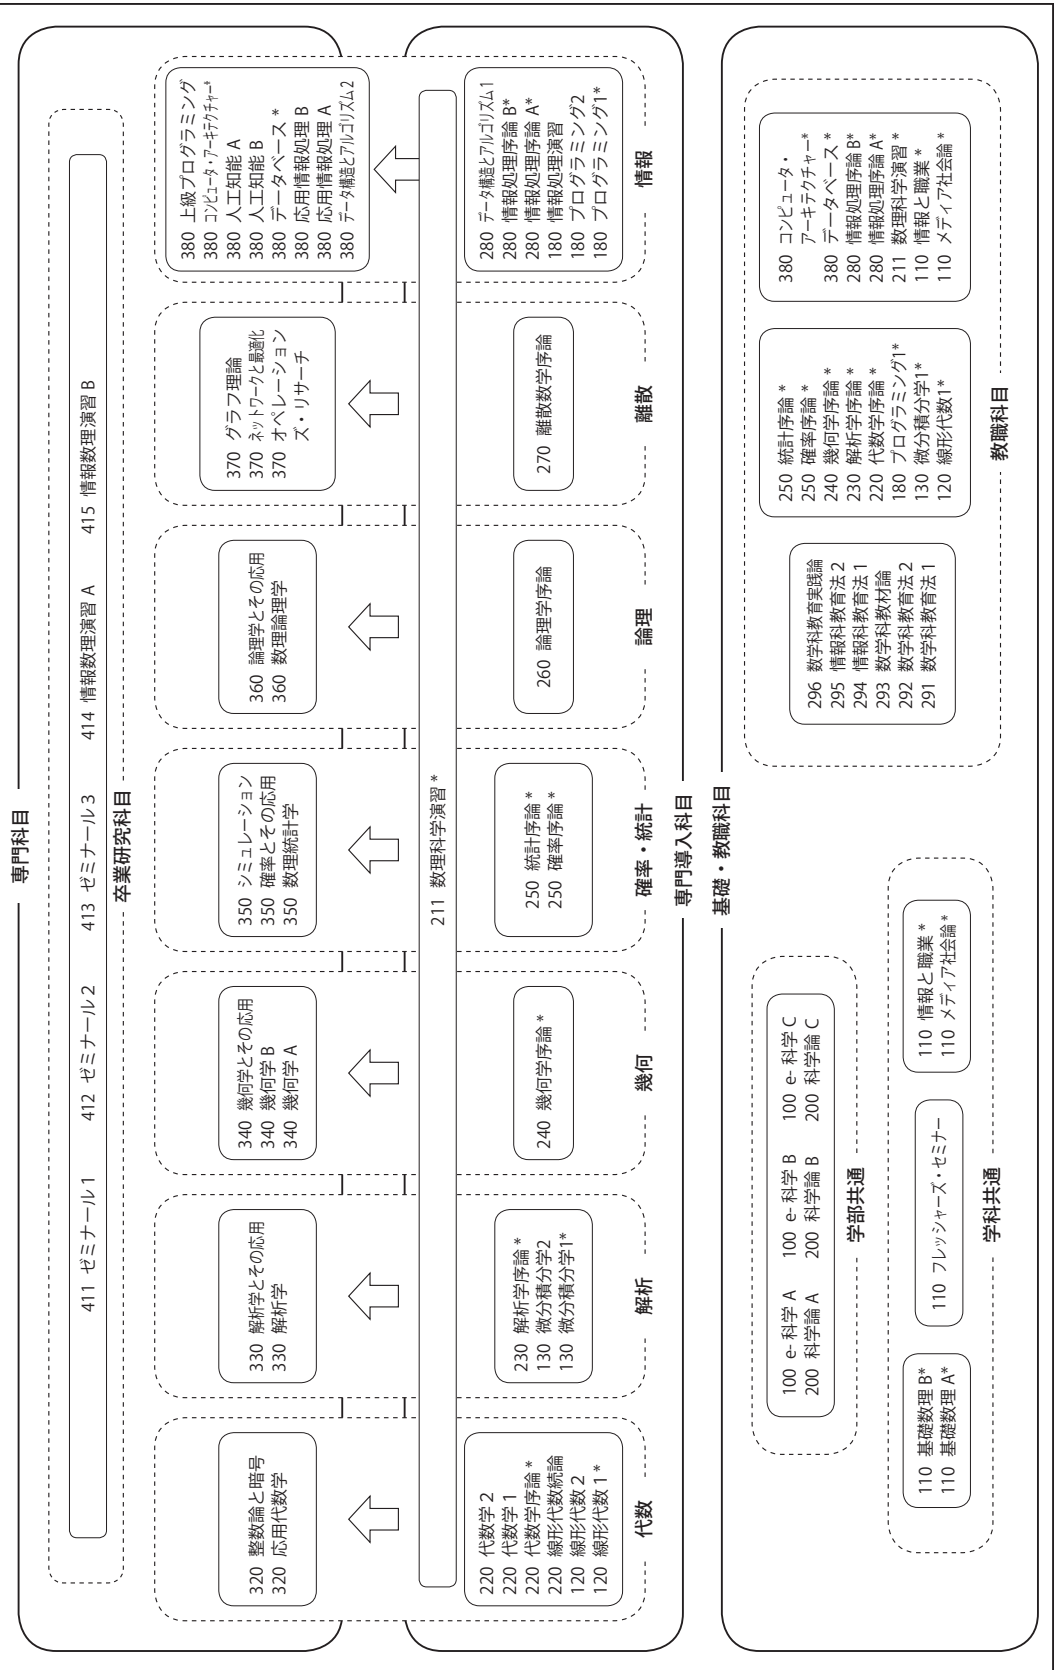 専門科目
411 ゼミナール 1
412 ゼミナール 2
413 ゼミナール 3
414 情報数理演習 A
415 情報数理演習 B
卒業研究科目
320 整数論と暗号
320 応用代数学
330 解析学とその応用
330 解析学
340 幾何学とその応用
340 幾何学 B
340 幾何学 A
350 シミュレーション
350 確率とその応用
350 数理統計学
360 論理学とその応用
360 数理論理学
370 グラフ理論
370 ネットワークと最適化
370 オペレーション
ズ・リサーチ
380 上級プログラミング
380 コンピュータ・アーキテクチャー*
380 人工知能 A
380 人工知能 B
380 データベース *
380 応用情報処理 B
380 応用情報処理 A
380 データ構造とアルゴリズム 2
211 数理科学演習 *
220 代数学 2
220 代数学 1
220 代数学序論 *
220 線形代数続論
120 線形代数 2
120 線形代数 1 *
代数
230 解析学序論 *
130 微分積分学2
130 微分積分学1*
解析
240 幾何学序論 *
幾何
250 統計序論 *
250 確率序論 *
確率・統計
260 論理学序論
論理
270 離散数学序論
離散
280 データ構造とアルゴリズム 1
280 情報処理序論 B*
280 情報処理序論 A*
180 情報処理演習
180 プログラミング2
180 プログラミング1*
情報
専門導入科目
基礎・教職科目
100 e- 科学 A
100 e- 科学 B
100 e- 科学 C
200 科学論 A
200 科学論 B
200 科学論 C
学部共通
110 基礎数理 B*
110 基礎数理 A*
110 フレッシャーズ・セミナー
110 情報と職業 *
110 メディア社会論*
学科共通
296 数学科教育実践論
295 情報科教育法 2
294 情報科教育法 1
293 数学科教材論
292 数学科教育法 2
291 数学科教育法 1
250 統計序論 *
250 確率序論 *
240 幾何学序論 *
230 解析学序論 *
220 代数学序論 *
180 プログラミング1*
130 微分積分学1*
120 線形代数1*
380 コンピュータ・
アーキテクチャー*
380 データベース *
280 情報処理序論 B*
280 情報処理序論 A*
211 数理科学演習 *
110 情報と職業 *
110 メディア社会論 *
教職科目